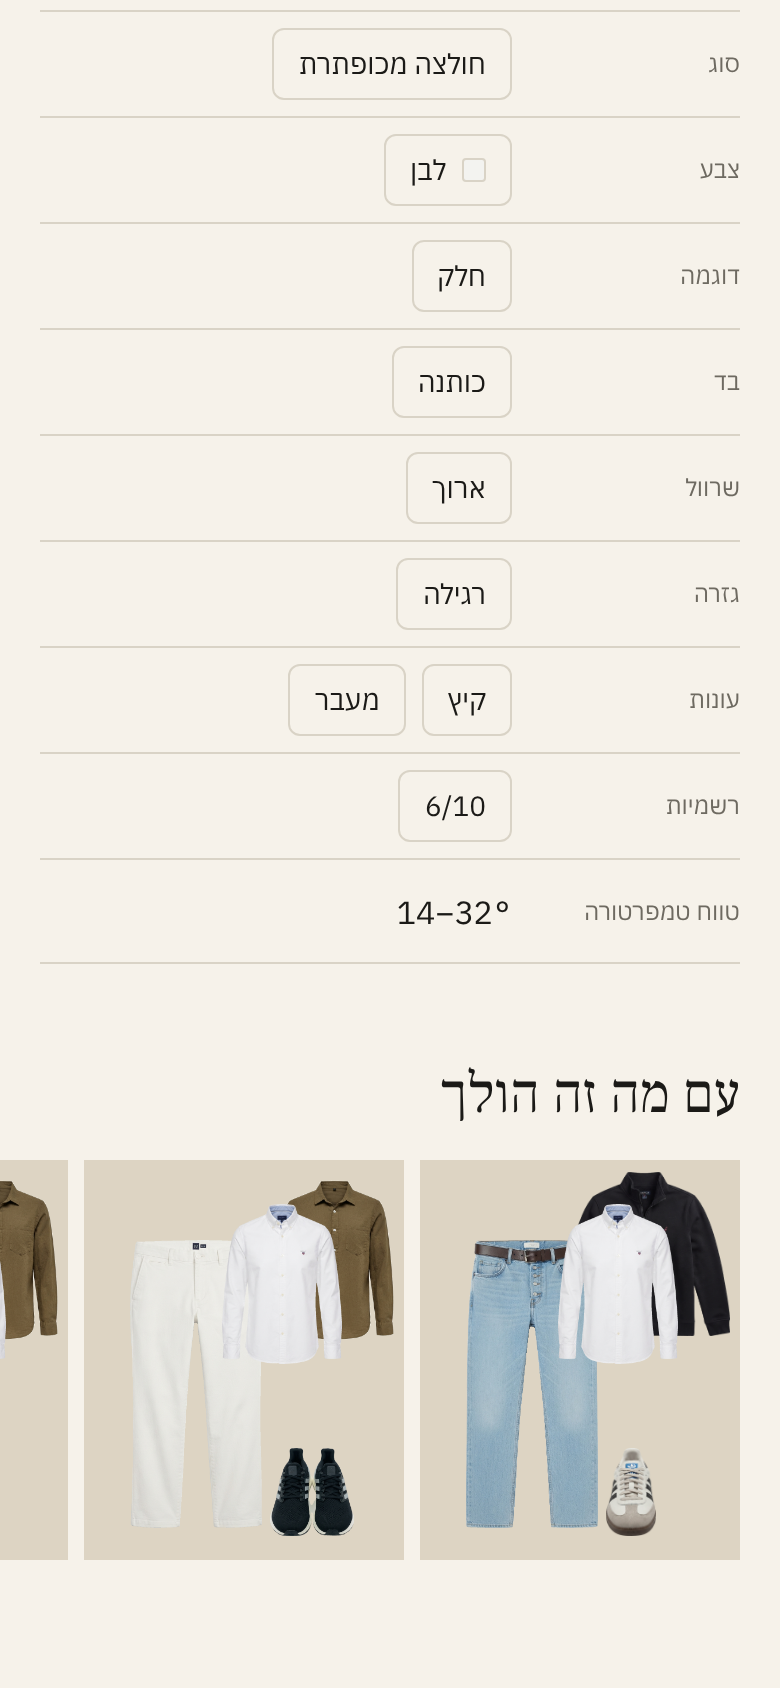 סוג
חולצה מכופתרת
צבע
לבן
דוגמה
חלק
בד
כותנה
שרוול
ארוך
גזרה
רגילה
עונות
קיץ
מעבר
רשמיות
6/10
טווח טמפרטורה
14–32°
עם מה זה הולך